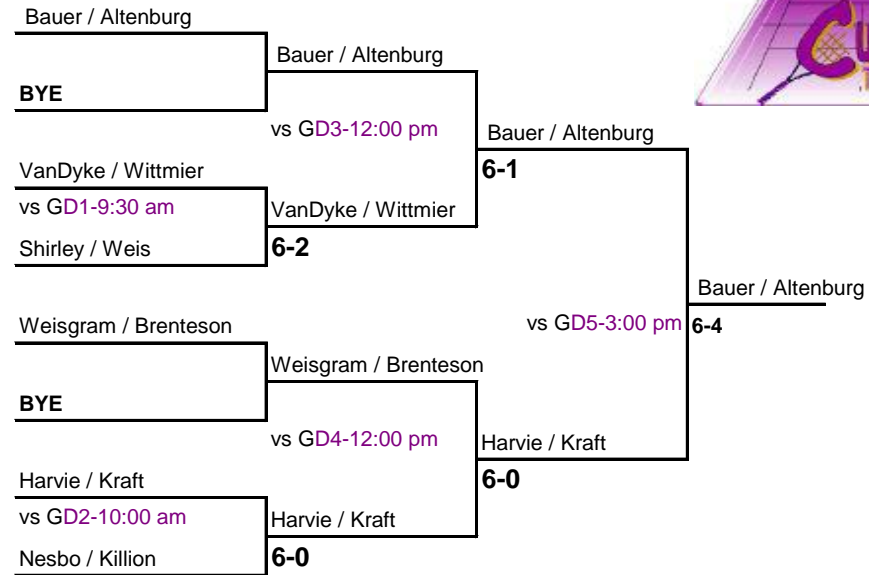 Bauer / Altenburg
Bauer / Altenburg
BYE
vs GD3-12:00 pm
Bauer / Altenburg
VanDyke / Wittmier
6-1
vs GD1-9:30 am
VanDyke / Wittmier
Shirley / Weis
6-2
Bauer / Altenburg
Weisgram / Brenteson
vs GD5-3:00 pm
6-4
Weisgram / Brenteson
BYE
vs GD4-12:00 pm
Harvie / Kraft
Harvie / Kraft
6-0
vs GD2-10:00 am
Harvie / Kraft
Nesbo / Killion
6-0